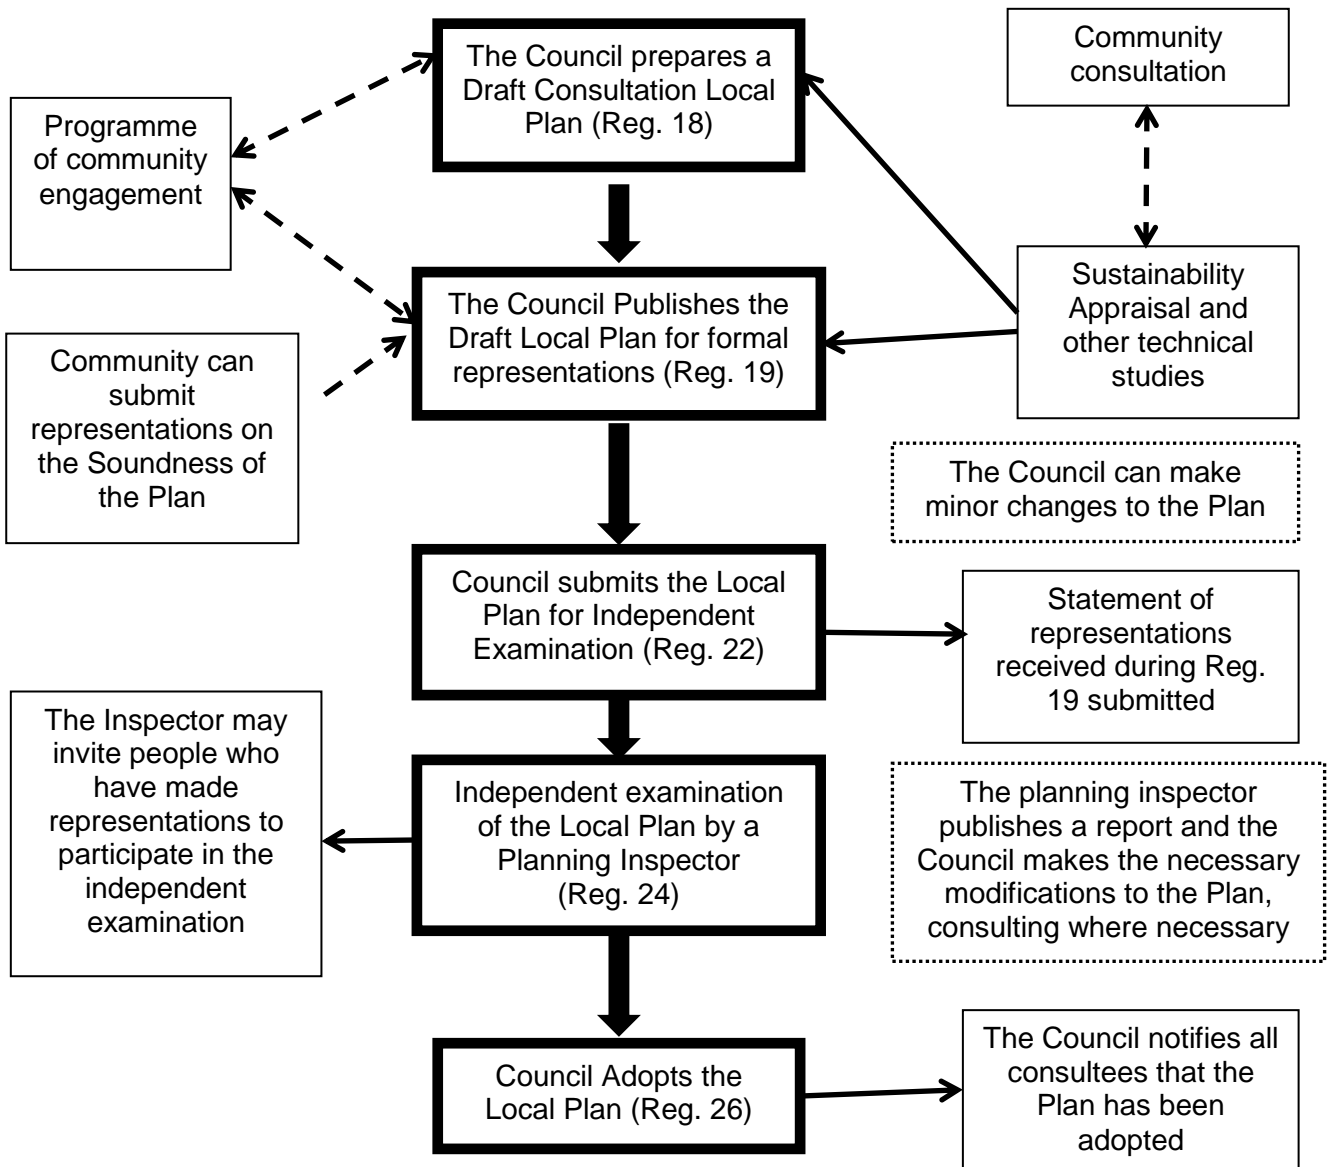 The Council prepares a
Draft Consultation Local
Plan (Reg. 18)
Community
consultation
Programme
of community
engagement
The Council Publishes the
Draft Local Plan for formal
representations (Reg. 19)
Sustainability
Appraisal and
other technical
studies
Community can
submit
representations on
the Soundness of
the Plan
The Council can make
minor changes to the Plan
Council submits the Local
Plan for Independent
Examination (Reg. 22)
Statement of
representations
received during Reg.
19 submitted
The Inspector may
invite people who
have made
representations to
participate in the
independent
examination
Independent examination
of the Local Plan by a
Planning Inspector
(Reg. 24)
The planning inspector
publishes a report and the
Council makes the necessary
modifications to the Plan,
consulting where necessary
Council Adopts the
Local Plan (Reg. 26)
The Council notifies all
consultees that the
Plan has been
adopted